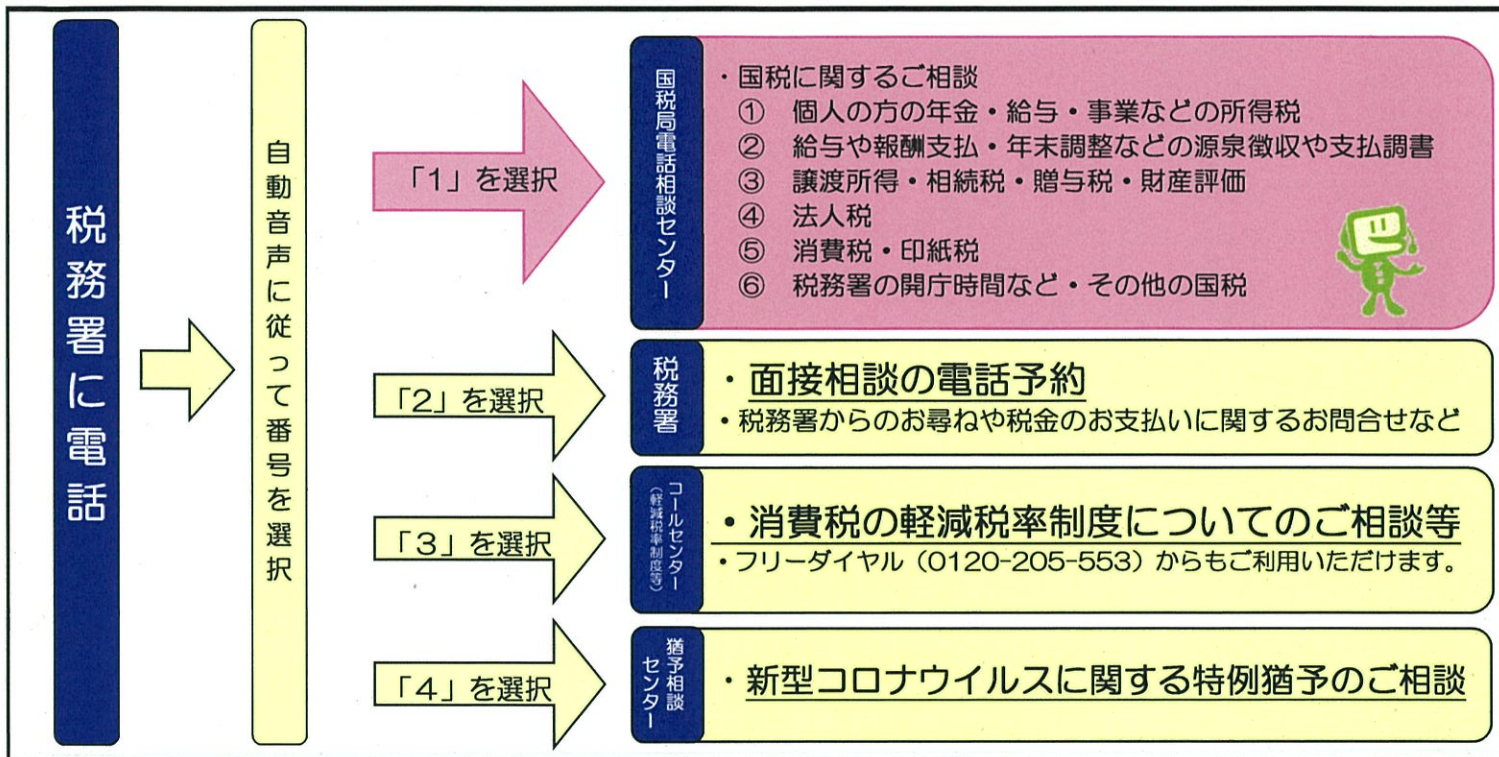 税務署に電話
自動音声に従って番号を選択
「1」を選択
国税局電話相談センター
・国税に関するご相談
① 個人の方の年金・給与・事業などの所得税
② 給与や報酬支払・年末調整などの源泉徴収や支払調書
③ 譲渡所得・相続税・贈与税・財産評価
④ 法人税
⑤ 消費税・印紙税
⑥ 税務署の開庁時間など・その他の国税
「2」を選択
税務署
・面接相談の電話予約
・税務署からのお尋ねや税金のお支払いに関するお問合せなど
「3」を選択
コールセンター
（軽減税率制度等）
・消費税の軽減税率制度についてのご相談等
・フリーダイヤル（0120-205-553）からもご利用いただけます。
「4」を選択
猶予相談
センター
・新型コロナウイルスに関する特例猶予のご相談